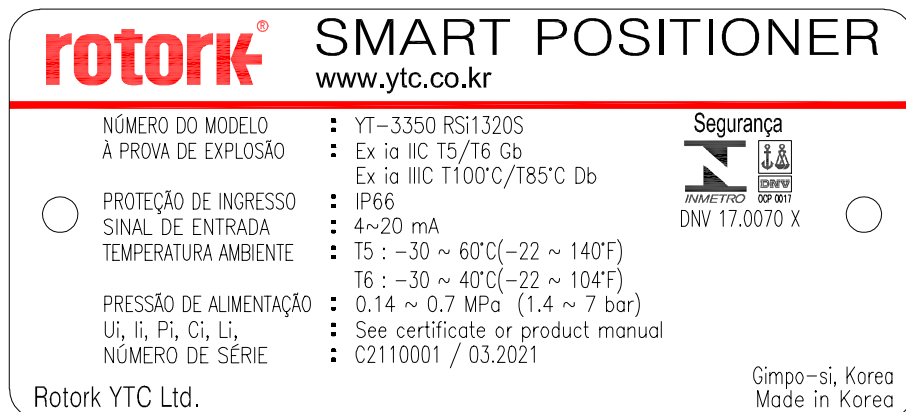 rotork®
SMART POSITIONER
www.ytc.co.kr
NÚMERO DO MODELO : YT-3350 RSi1320S
À PROVA DE EXPLOSÃO : Ex ia IIC T5/T6 Gb
Ex ia IIIC T100°C/T85°C Db
PROTEÇÃO DE INGRESSO : IP66
SINAL DE ENTRADA : 4~20 mA
TEMPERATURA AMBIENTE : T5 : -30 ~ 60°C(-22 ~ 140°F)
T6 : -30 ~ 40°C(-22 ~ 104°F)
PRESSÃO DE ALIMENTAÇÃO : 0.14 ~ 0.7 MPa (1.4 ~ 7 bar)
Ui, Ii, Pi, Ci, Li, : See certificate or product manual
NÚMERO DE SÉRIE : C2110001 / 03.2021
Segurança
INMETRO
DNV
OCP 0017
DNV 17.0070 X
Rotork YTC Ltd.
Gimpo-si, Korea
Made in Korea